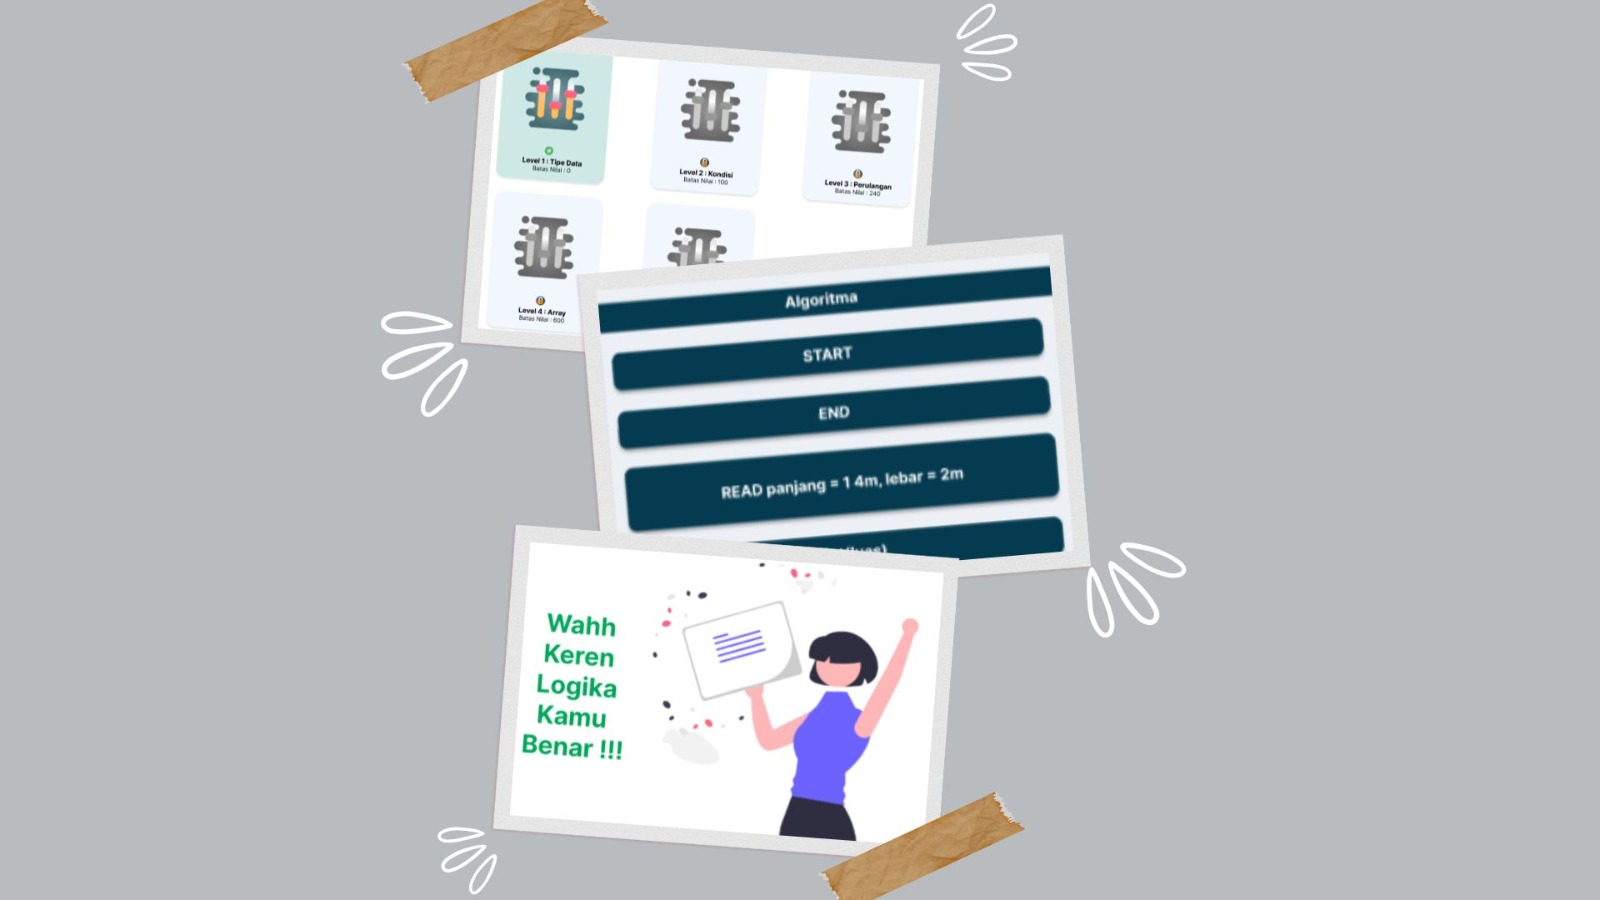 Level 1 : Tipe Data
Batas Nilai : 0
Level 2 : Kondisi
Batas Nilai : 100
Level 3 : Perulangan
Batas Nilai : 240
Level 4 : Array
Batas Nilai : 600
Algoritma
START
END
READ panjang = 1 4m, lebar = 2m
luas)
Wahh
Keren
Logika
Kamu
Benar !!!